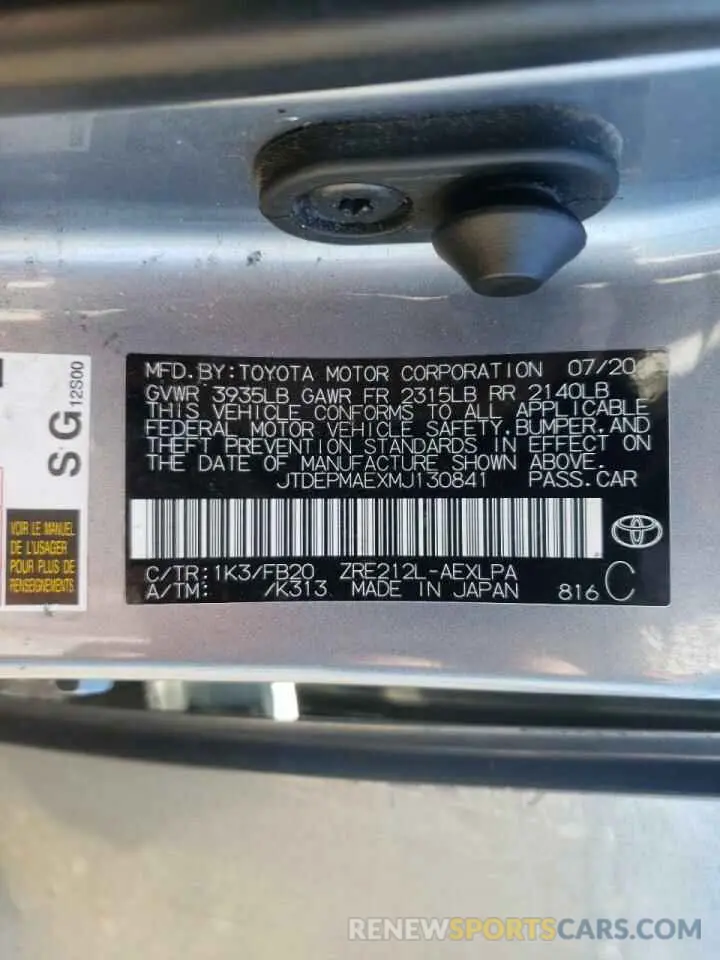 MFD.BY:TOYOTA MOTOR CORPORATION 07/20
GVWR 3935LB GAWR FR 2315LB RR 2140LB
THIS VEHICLE CONFORMS TO ALL APPLICABLE
FEDERAL MOTOR VEHICLE SAFETY,BUMPER,AND
THEFT PREVENTION STANDARDS IN EFFECT ON
THE DATE OF MANUFACTURE SHOWN ABOVE.
JTDEPMAEXMJ130841 PASS.CAR
C/TR:1K3/FB20 ZRE212L-AEXLPA
A/TM: /K313 MADE IN JAPAN 816 C
SG 12S00
VOIR LE MANUEL
DE L'USAGER
POUR PLUS DE
RENSEIGNEMENTS
RENEWSPORTSCARS.COM